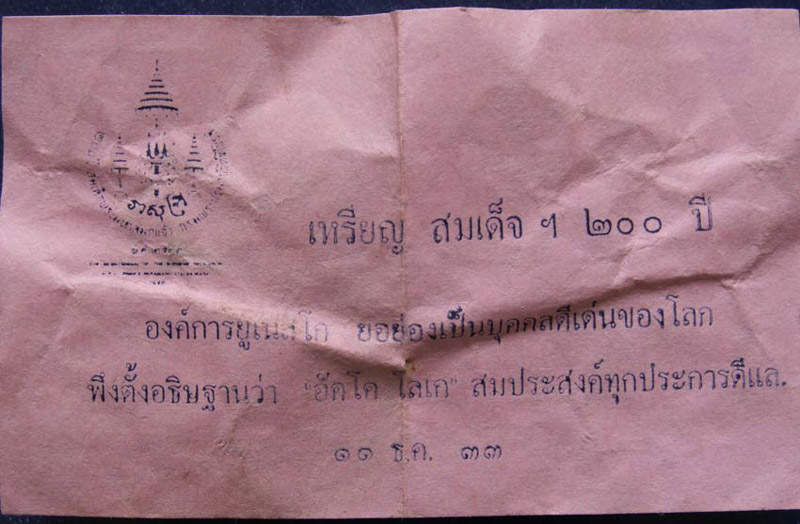 เหรียญ สมเด็จ ฯ ๒๐๐ ปี
องค์การยูเนสโก ยอย่องเป็นบุคคลดีเด่นของโลก
พึงตั้งอธิษฐานว่า "อัคโค โลเก" สมประสงค์ทุกประการดีแล.
๑๑ ธ.ค. ๓๓